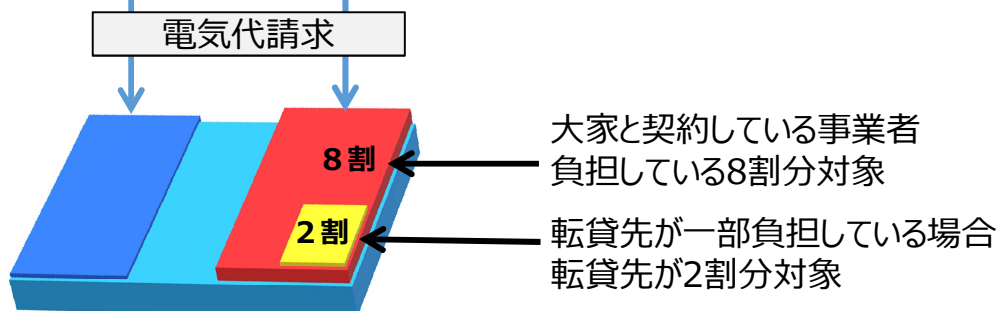 電気代請求
8割
大家と契約している事業者
負担している8割分対象
2割
転貸先が一部負担している場合
転貸先が2割分対象